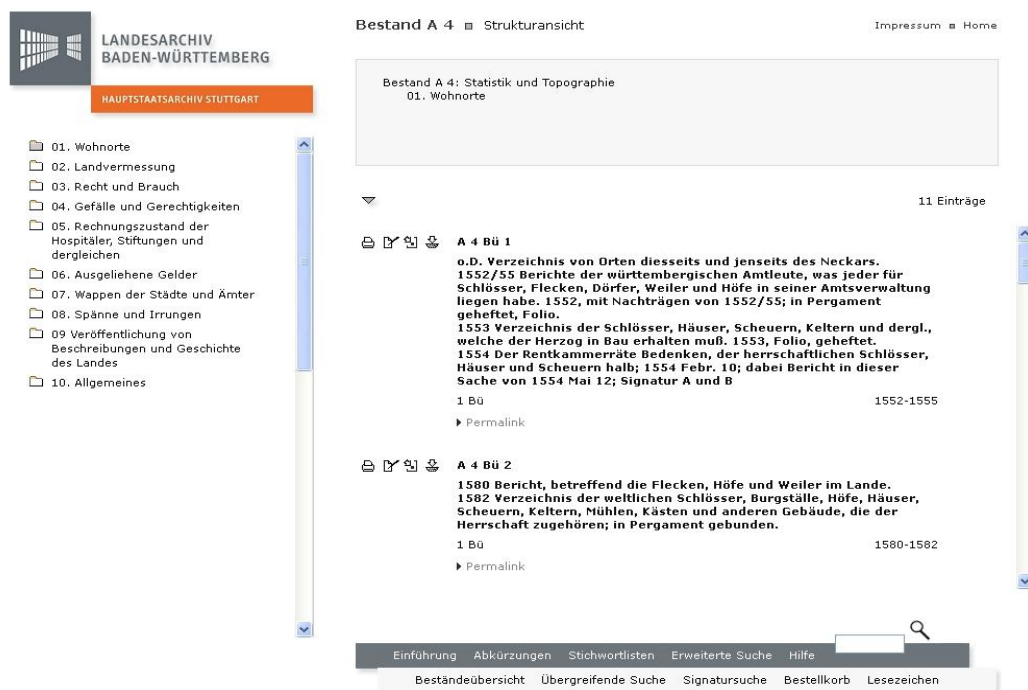 LANDESARCHIV
BADEN-WÜRTTEMBERG
HAUPTSTAATSARCHIV STUTTGART
01. Wohnorte
02. Landvermessung
03. Recht und Brauch
04. Gefälle und Gerechtigkeiten
05. Rechnungszustand der
Hospitäler, Stiftungen und
dergleichen
06. Ausgeliehene Gelder
07. Wappen der Städte und Ämter
08. Spänne und Irrungen
09 Veröffentlichung von
Beschreibungen und Geschichte
des Landes
10. Allgemeines
Bestand A 4 Strukturansicht
Impressum Home
Bestand A 4: Statistik und Topographie
01. Wohnorte
11 Einträge
A 4 Bü 1
o.D. Verzeichnis von Orten diesseits und jenseits des Neckars.
1552/55 Berichte der württembergischen Amtleute, was jeder für
Schlösser, Flecken, Dörfer, Weiler und Höfe in seiner Amtsverwaltung
liegen habe. 1552, mit Nachträgen von 1552/55; in Pergament
geheftet, Folio.
1553 Verzeichnis der Schlösser, Häuser, Scheuern, Keltern und dergl.,
welche der Herzog in Bau erhalten muß. 1553, Folio, geheftet.
1554 Der Rentkammerräte Bedenken, der herrschaftlichen Schlösser,
Häuser und Scheuern halb; 1554 Febr. 10; dabei Bericht in dieser
Sache von 1554 Mai 12; Signatur A und B
1 Bü 1552-1555
Permalink
A 4 Bü 2
1580 Bericht, betreffend die Flecken, Höfe und Weiler im Lande.
1582 Verzeichnis der weltlichen Schlösser, Burgställe, Höfe, Häuser,
Scheuern, Keltern, Mühlen, Kästen und anderen Gebäude, die der
Herrschaft zugehören; in Pergament gebunden.
1 Bü 1580-1582
Permalink
Einführung Abkürzungen Stichwortlisten Erweiterte Suche Hilfe
Beständeübersicht Übergreifende Suche Signatursuche Bestellkorb Lesezeichen